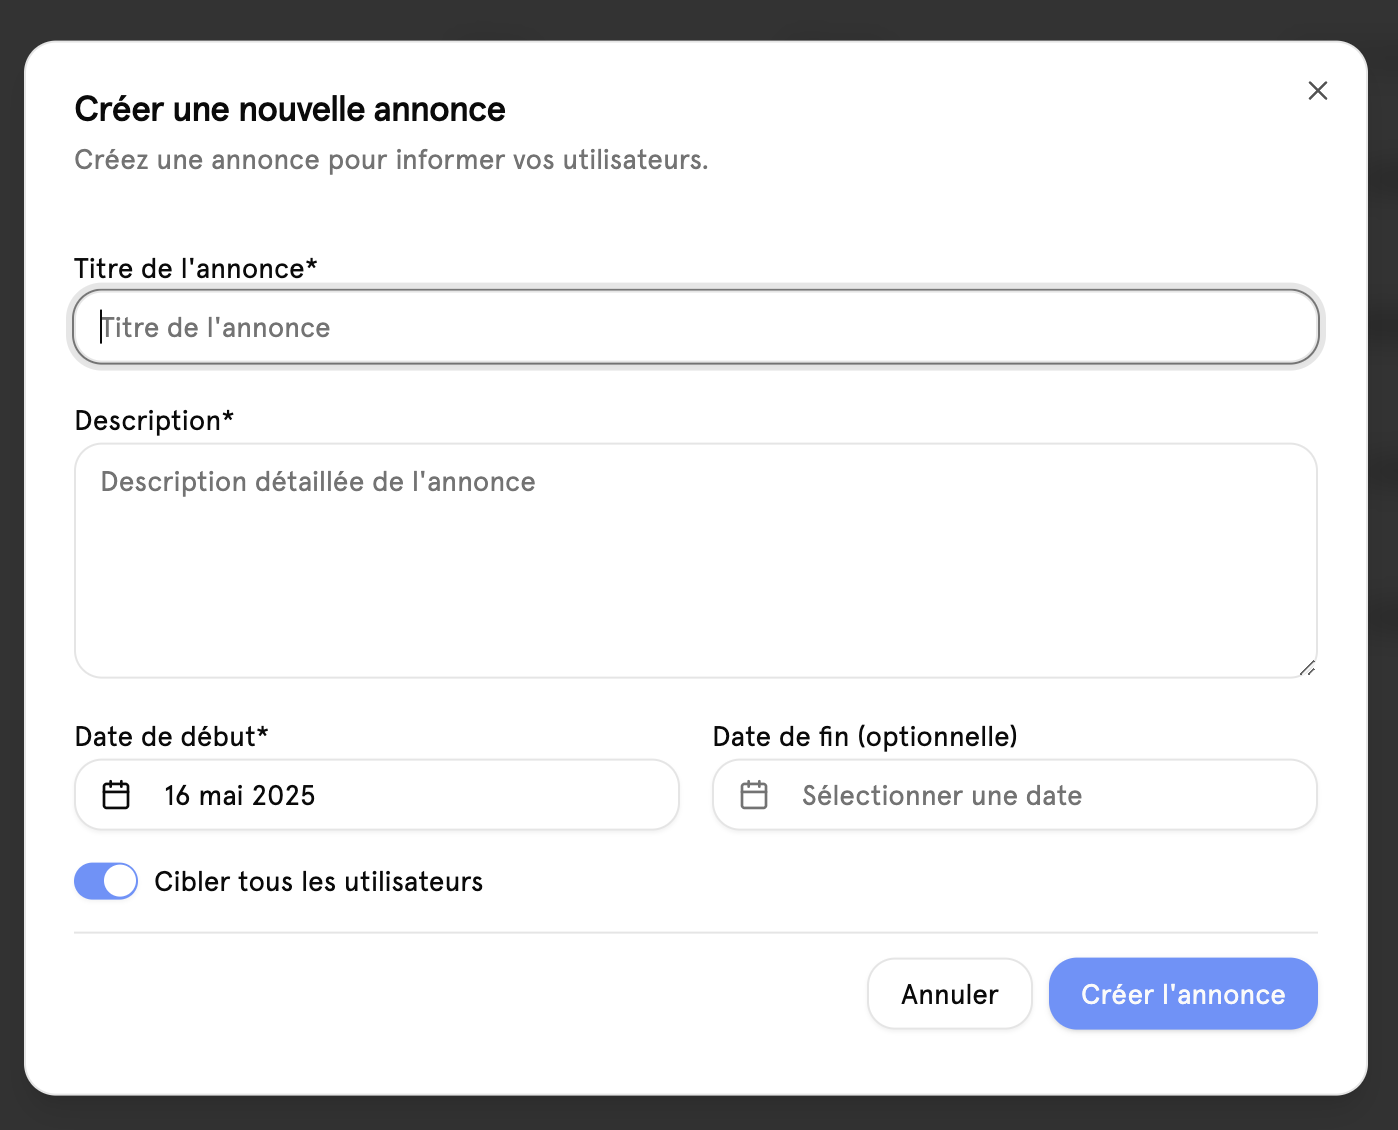 Créer une nouvelle annonce
Créez une annonce pour informer vos utilisateurs.
Titre de l'annonce*
Titre de l'annonce
Description*
Description détaillée de l'annonce
Date de début*
Date de fin (optionnelle)
16 mai 2025
Sélectionner une date
Cibler tous les utilisateurs
Annuler
Créer l'annonce